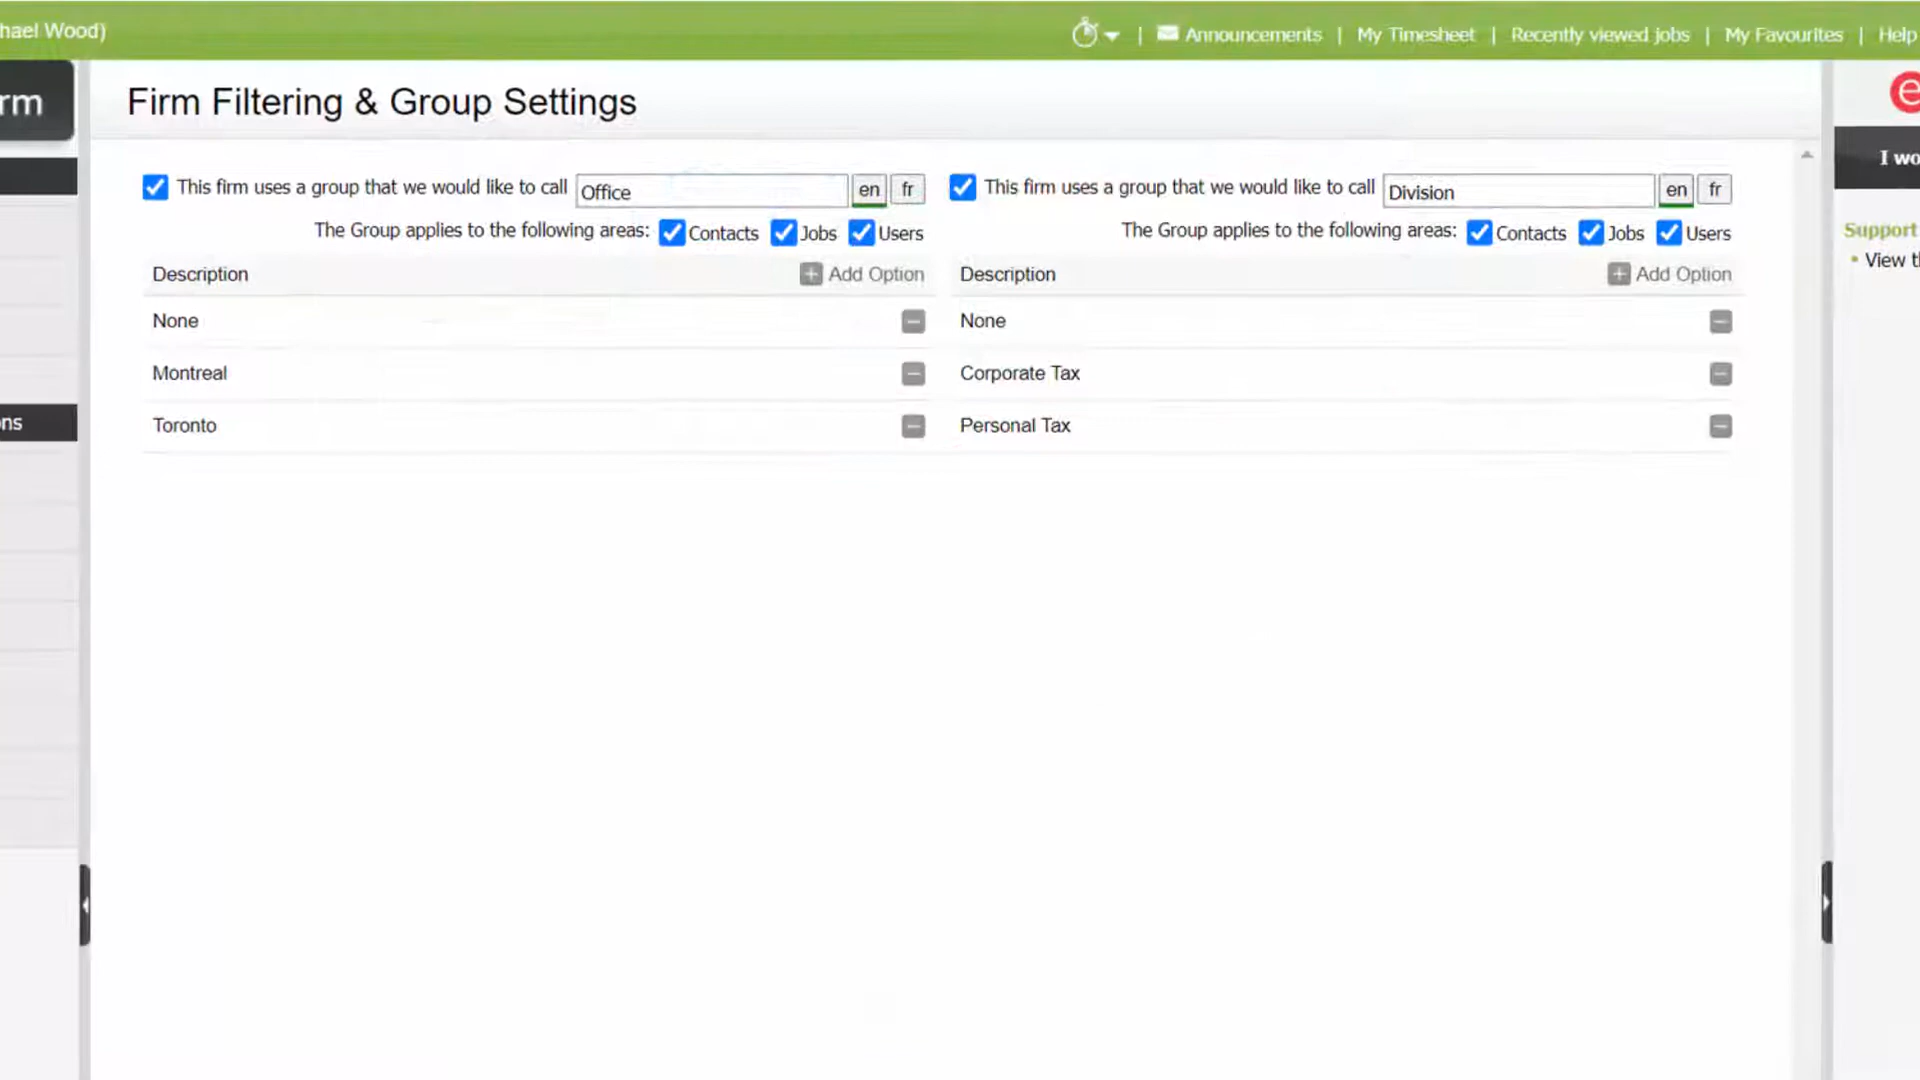 hael Wood)
| Announcements | My Timesheet | Recently viewed jobs | My Favourites | Help
rm
Firm Filtering & Group Settings
e
I wo
This firm uses a group that we would like to call Office en fr
The Group applies to the following areas: Contacts Jobs Users
Description Add Option
None
Montreal
Toronto
This firm uses a group that we would like to call Division en fr
The Group applies to the following areas: Contacts Jobs Users
Description Add Option
None
Corporate Tax
Personal Tax
Support
• View t
ns